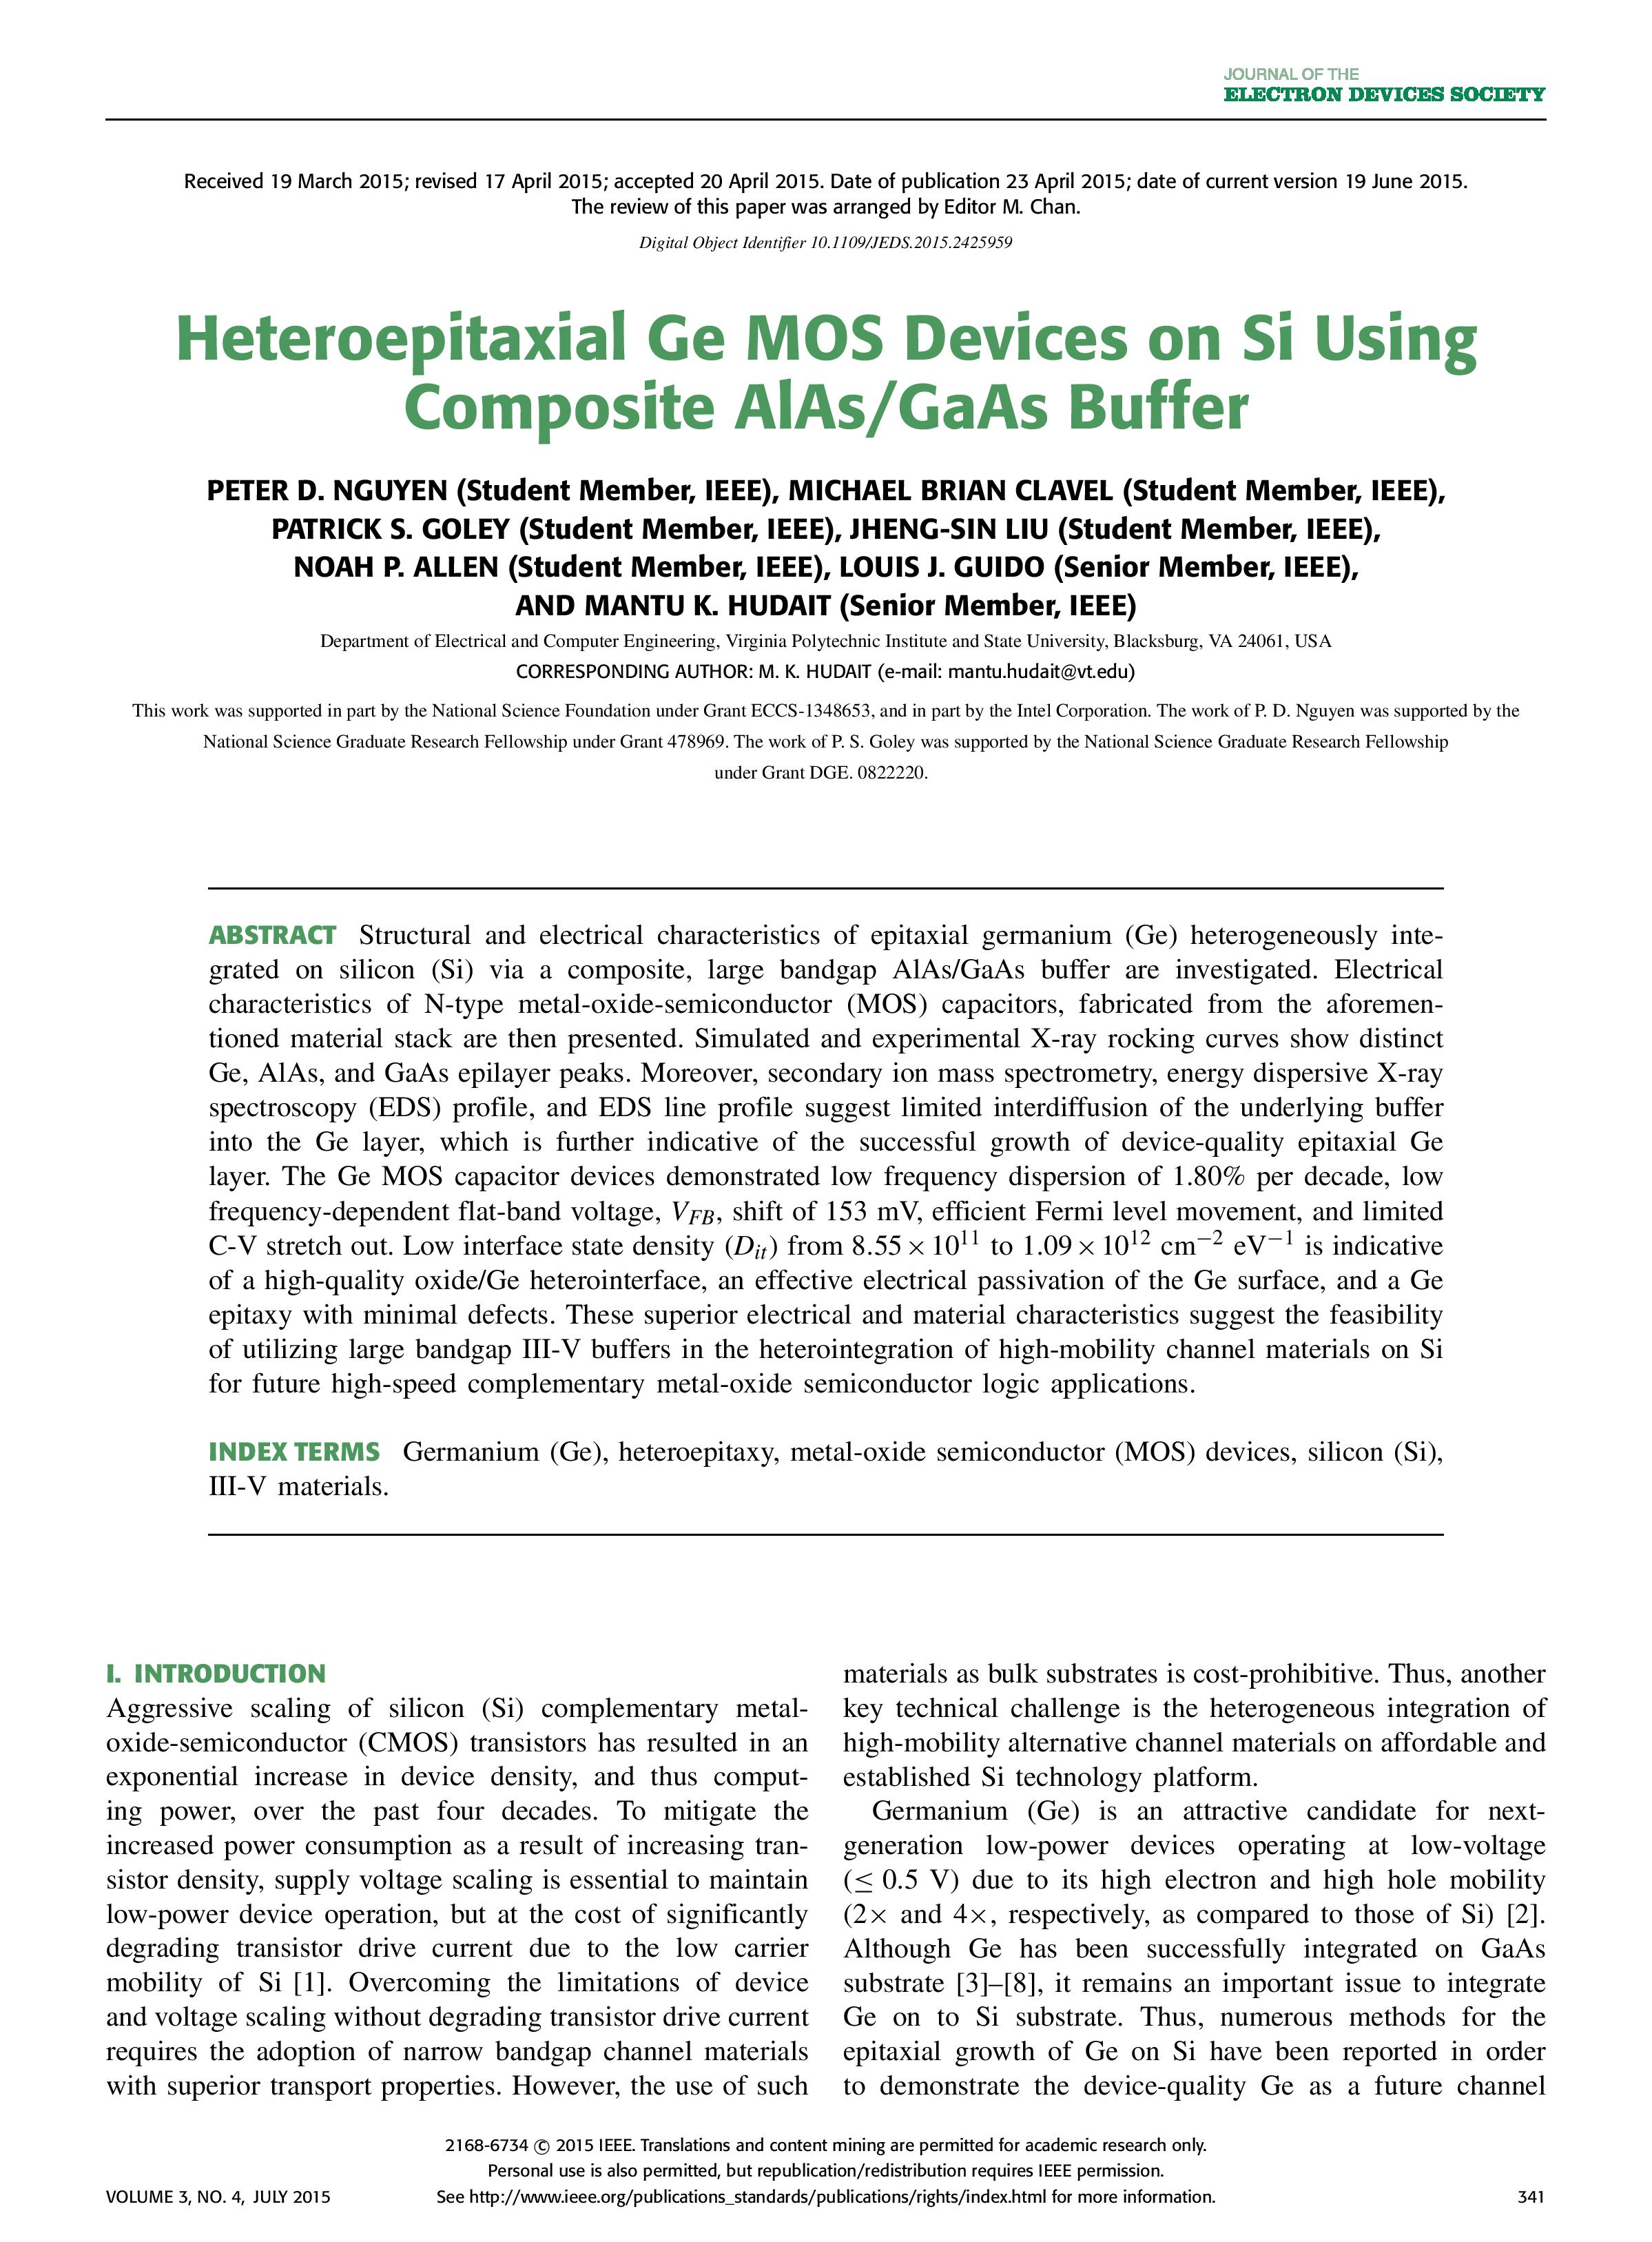 JOURNAL OF THE
ELECTRON DEVICES SOCIETY
Received 19 March 2015; revised 17 April 2015; accepted 20 April 2015. Date of publication 23 April 2015; date of current version 19 June 2015.
The review of this paper was arranged by Editor M. Chan.
Digital Object Identifier 10.1109/JEDS.2015.2425959
Heteroepitaxial Ge MOS Devices on Si Using
Composite AlAs/GaAs Buffer
PETER D. NGUYEN (Student Member, IEEE), MICHAEL BRIAN CLAVEL (Student Member, IEEE),
PATRICK S. GOLEY (Student Member, IEEE), JHENG-SIN LIU (Student Member, IEEE),
NOAH P. ALLEN (Student Member, IEEE), LOUIS J. GUIDO (Senior Member, IEEE),
AND MANTU K. HUDAIT (Senior Member, IEEE)
Department of Electrical and Computer Engineering, Virginia Polytechnic Institute and State University, Blacksburg, VA 24061, USA
CORRESPONDING AUTHOR: M. K. HUDAIT (e-mail: mantu.hudait@vt.edu)
This work was supported in part by the National Science Foundation under Grant ECCS-1348653, and in part by the Intel Corporation. The work of P. D. Nguyen was supported by the
National Science Graduate Research Fellowship under Grant 478969. The work of P. S. Goley was supported by the National Science Graduate Research Fellowship
under Grant DGE. 0822220.
ABSTRACT Structural and electrical characteristics of epitaxial germanium (Ge) heterogeneously inte-
grated on silicon (Si) via a composite, large bandgap AlAs/GaAs buffer are investigated. Electrical
characteristics of N-type metal-oxide-semiconductor (MOS) capacitors, fabricated from the aforemen-
tioned material stack are then presented. Simulated and experimental X-ray rocking curves show distinct
Ge, AlAs, and GaAs epilayer peaks. Moreover, secondary ion mass spectrometry, energy dispersive X-ray
spectroscopy (EDS) profile, and EDS line profile suggest limited interdiffusion of the underlying buffer
into the Ge layer, which is further indicative of the successful growth of device-quality epitaxial Ge
layer. The Ge MOS capacitor devices demonstrated low frequency dispersion of 1.80% per decade, low
frequency-dependent flat-band voltage, V_FB, shift of 153 mV, efficient Fermi level movement, and limited
C-V stretch out. Low interface state density (D_it) from 8.55 × 10^11 to 1.09 × 10^12 cm^−2 eV^−1 is indicative
of a high-quality oxide/Ge heterointerface, an effective electrical passivation of the Ge surface, and a Ge
epitaxy with minimal defects. These superior electrical and material characteristics suggest the feasibility
of utilizing large bandgap III-V buffers in the heterointegration of high-mobility channel materials on Si
for future high-speed complementary metal-oxide semiconductor logic applications.
INDEX TERMS Germanium (Ge), heteroepitaxy, metal-oxide semiconductor (MOS) devices, silicon (Si),
III-V materials.
I. INTRODUCTION
Aggressive scaling of silicon (Si) complementary metal-
oxide-semiconductor (CMOS) transistors has resulted in an
exponential increase in device density, and thus comput-
ing power, over the past four decades. To mitigate the
increased power consumption as a result of increasing tran-
sistor density, supply voltage scaling is essential to maintain
low-power device operation, but at the cost of significantly
degrading transistor drive current due to the low carrier
mobility of Si [1]. Overcoming the limitations of device
and voltage scaling without degrading transistor drive current
requires the adoption of narrow bandgap channel materials
with superior transport properties. However, the use of such
materials as bulk substrates is cost-prohibitive. Thus, another
key technical challenge is the heterogeneous integration of
high-mobility alternative channel materials on affordable and
established Si technology platform.
Germanium (Ge) is an attractive candidate for next-
generation low-power devices operating at low-voltage
(≤ 0.5 V) due to its high electron and high hole mobility
(2× and 4×, respectively, as compared to those of Si) [2].
Although Ge has been successfully integrated on GaAs
substrate [3]–[8], it remains an important issue to integrate
Ge on to Si substrate. Thus, numerous methods for the
epitaxial growth of Ge on Si have been reported in order
to demonstrate the device-quality Ge as a future channel
2168-6734 © 2015 IEEE. Translations and content mining are permitted for academic research only.
Personal use is also permitted, but republication/redistribution requires IEEE permission.
VOLUME 3, NO. 4, JULY 2015
See http://www.ieee.org/publications_standards/publications/rights/index.html for more information.
341